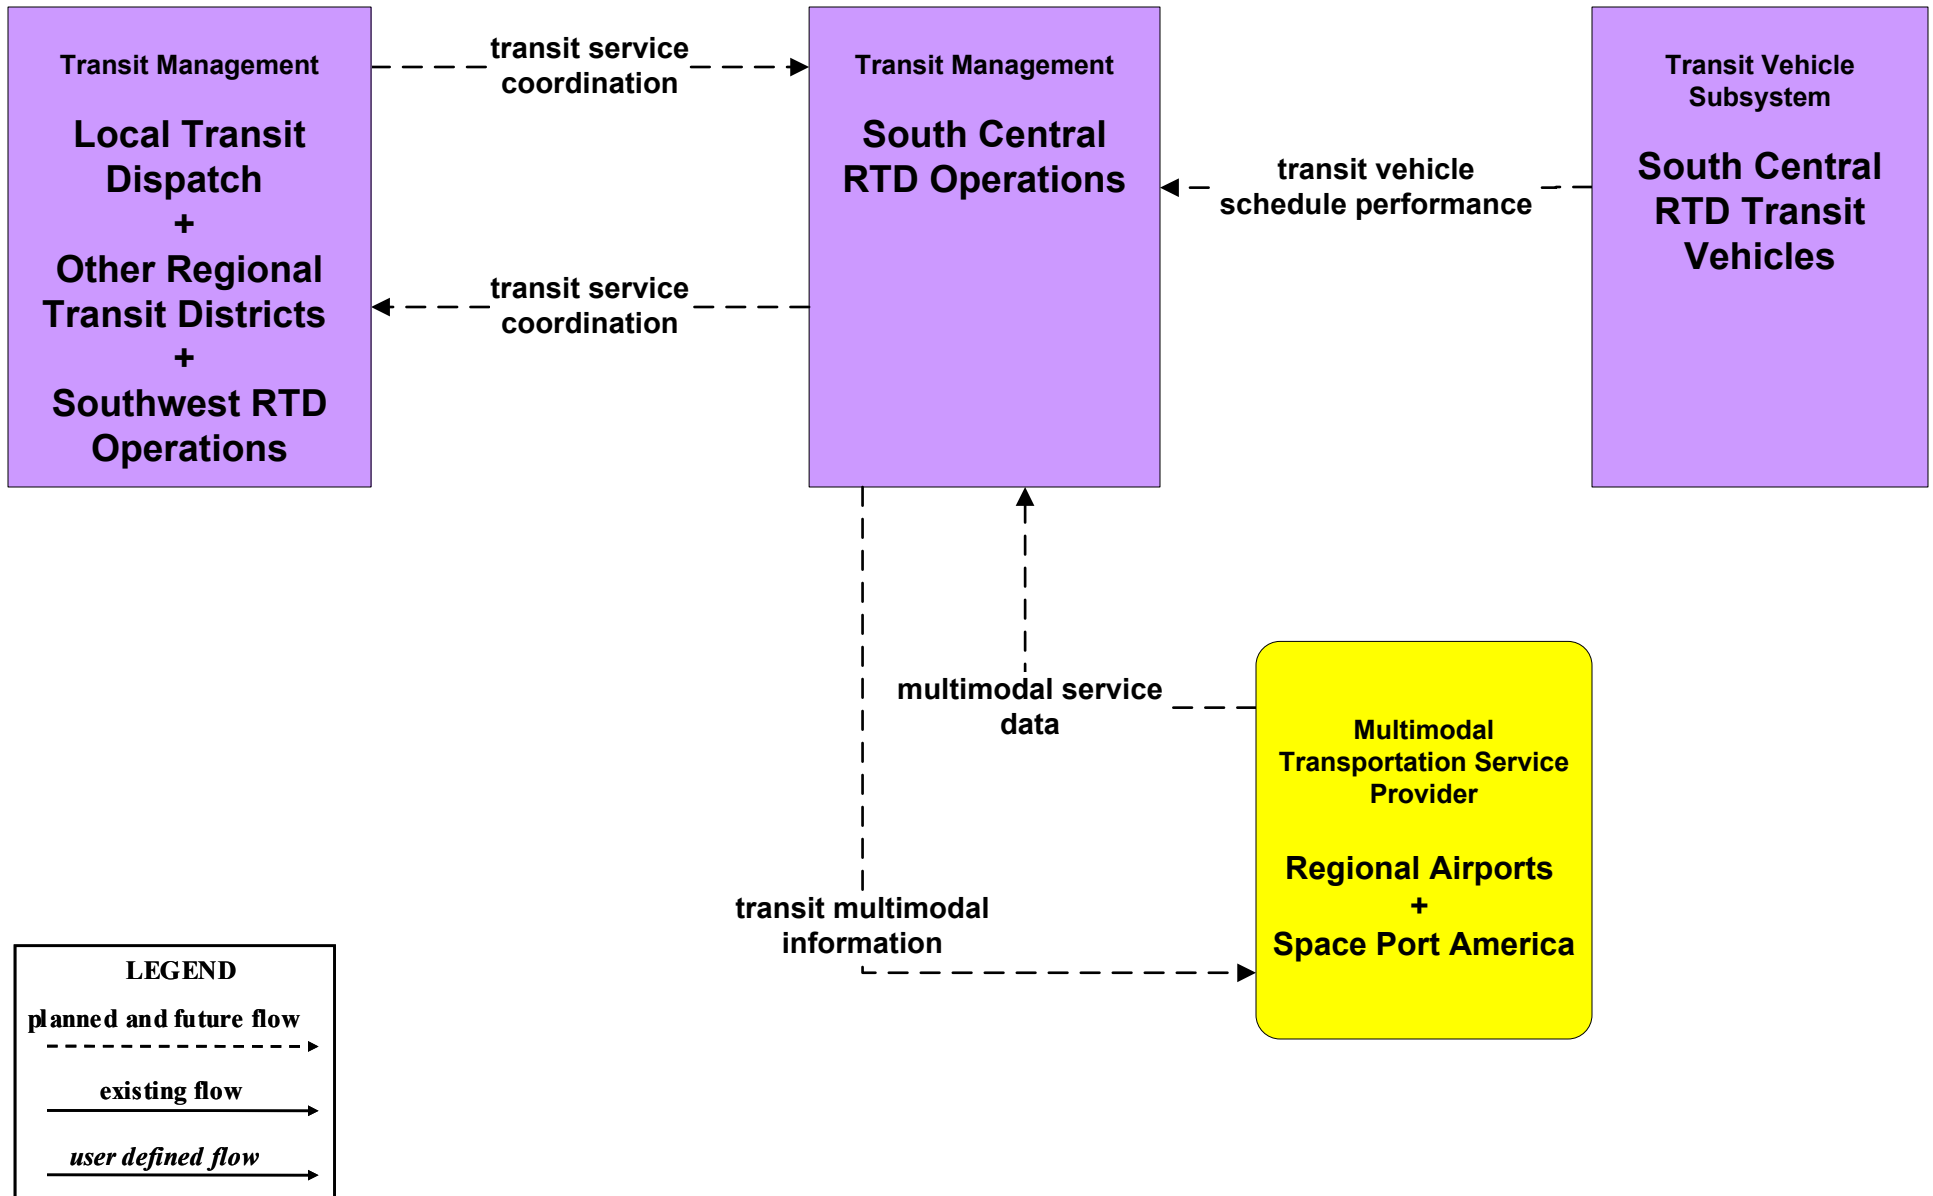 Transit Management
Local Transit
Dispatch
+
Other Regional
Transit Districts
+
Southwest RTD
Operations
transit service
coordination
transit service
coordination
Transit Management
South Central
RTD Operations
transit vehicle
schedule performance
Transit Vehicle
Subsystem
South Central
RTD Transit
Vehicles
multimodal service
data
Multimodal
Transportation Service
Provider
Regional Airports
+
Space Port America
transit multimodal
information
LEGEND
planned and future flow
existing flow
user defined flow